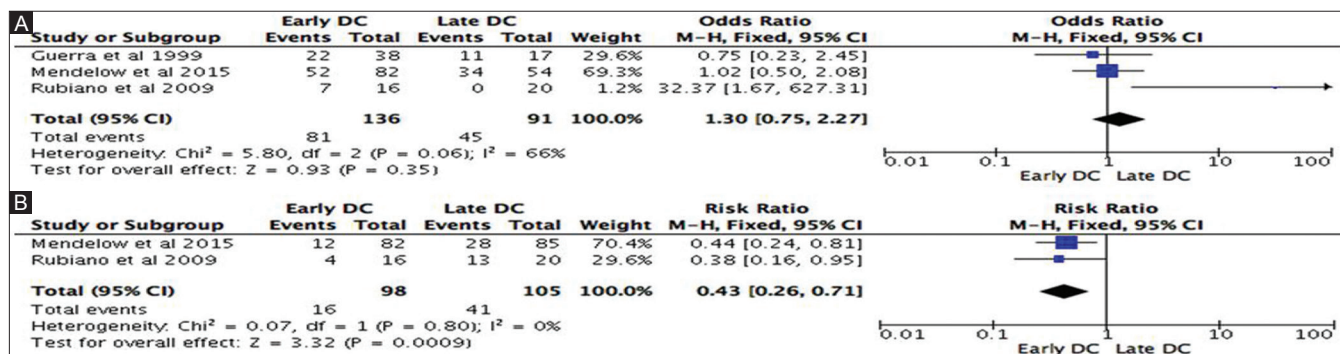 A
Early DC Late DC Odds Ratio Odds Ratio
Study or Subgroup Events Total Events Total Weight M-H, Fixed, 95% CI M-H, Fixed, 95% CI
Guerra et al 1999 22 38 11 17 29.6% 0.75 [0.23, 2.45]
Mendelow et al 2015 52 82 34 54 69.3% 1.02 [0.50, 2.08]
Rubiano et al 2009 7 16 0 20 1.2% 32.37 [1.67, 627.31]
Total (95% CI) 136 91 100.0% 1.30 [0.75, 2.27]
Total events 81 45
Heterogeneity: Chi² = 5.80, df = 2 (P = 0.06); I² = 66%
Test for overall effect: Z = 0.93 (P = 0.35)
0.01 0.1 1 10 100
Early DC Late DC
B
Early DC Late DC Risk Ratio Risk Ratio
Study or Subgroup Events Total Events Total Weight M-H, Fixed, 95% CI M-H, Fixed, 95% CI
Mendelow et al 2015 12 82 28 85 70.4% 0.44 [0.24, 0.81]
Rubiano et al 2009 4 16 13 20 29.6% 0.38 [0.16, 0.95]
Total (95% CI) 98 105 100.0% 0.43 [0.26, 0.71]
Total events 16 41
Heterogeneity: Chi² = 0.07, df = 1 (P = 0.80); I² = 0%
Test for overall effect: Z = 3.32 (P = 0.0009)
0.01 0.1 1 10 100
Early DC Late DC